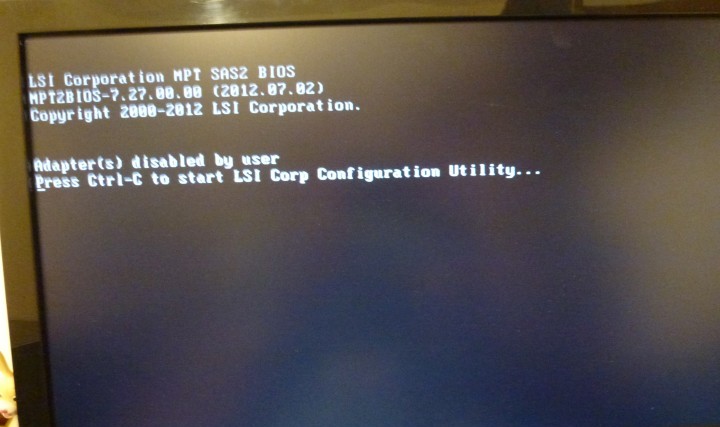 LSI Corporation MPT SAS2 BIOS
MPT2BIOS-7.27.00.00 (2012.07.02)
Copyright 2000-2012 LSI Corporation.
Adapter(s) disabled by user
Press Ctrl-C to start LSI Corp Configuration Utility...